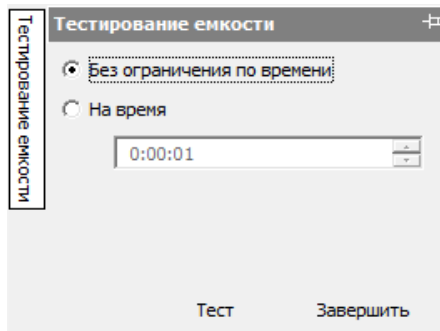 Тестирование емкости
Тестирование емкости
Без ограничения по времени
На время
0:00:01
Тест
Завершить